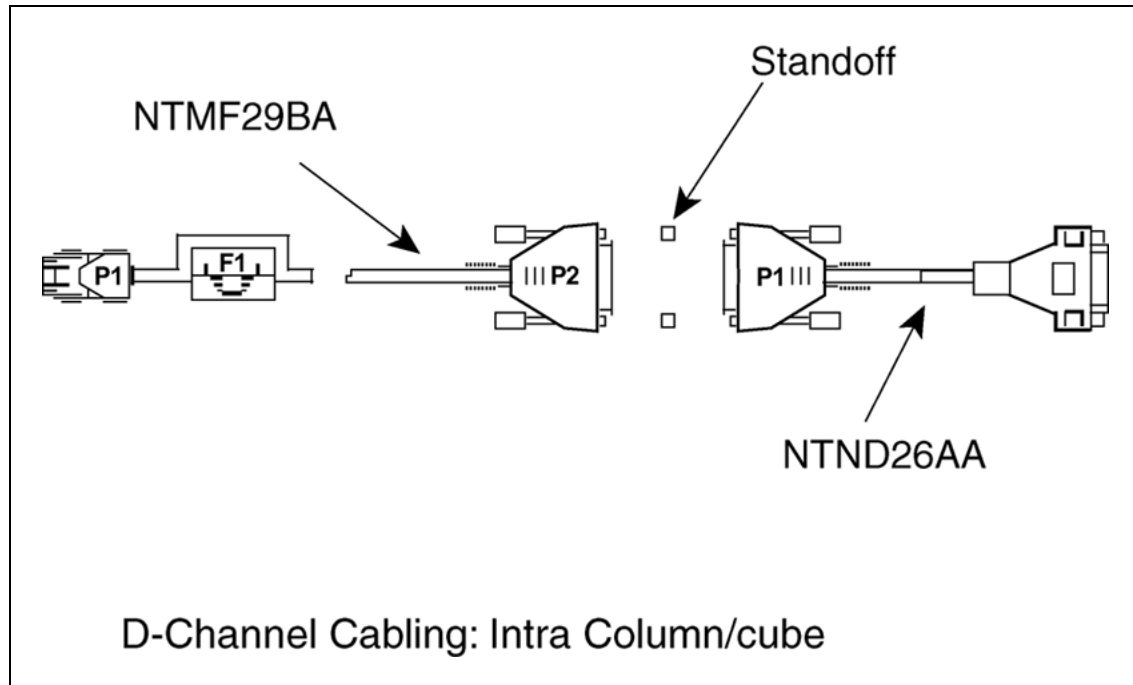 Standoff
NTMF29BA
P1
F1
P2
P1
NTND26AA
D-Channel Cabling: Intra Column/cube